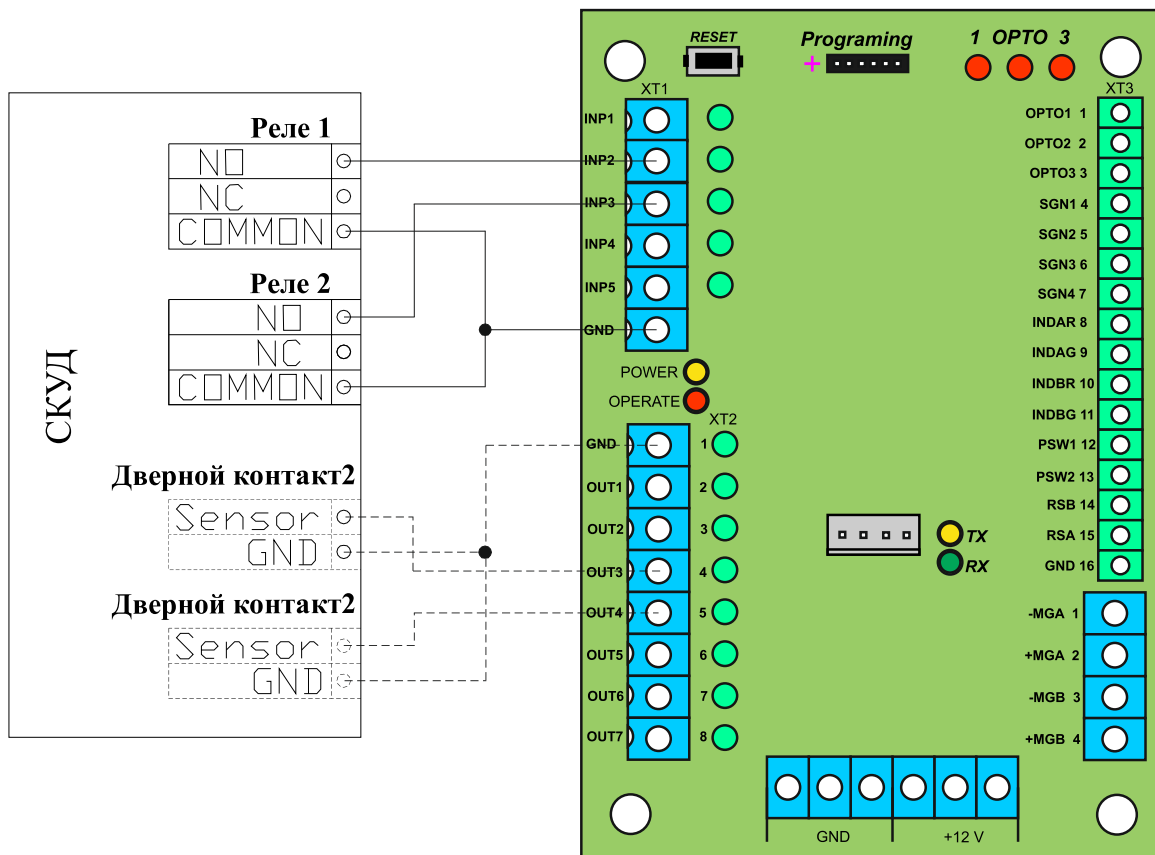 СКУД
Реле 1
NO
NC
COMMON
Реле 2
NO
NC
COMMON
Дверной контакт2
Sensor
GND
Дверной контакт2
Sensor
GND
RESET
Programing
+
1 OPTO 3
XT1
INP1
INP2
INP3
INP4
INP5
GND
POWER
OPERATE
XT2
GND 1
OUT1 2
OUT2 3
OUT3 4
OUT4 5
OUT5 6
OUT6 7
OUT7 8
TX
RX
XT3
OPTO1 1
OPTO2 2
OPTO3 3
SGN1 4
SGN2 5
SGN3 6
SGN4 7
INDAR 8
INDAG 9
INDBR 10
INDBG 11
PSW1 12
PSW2 13
RSB 14
RSA 15
GND 16
-MGA 1
+MGA 2
-MGB 3
+MGB 4
GND
+12 V